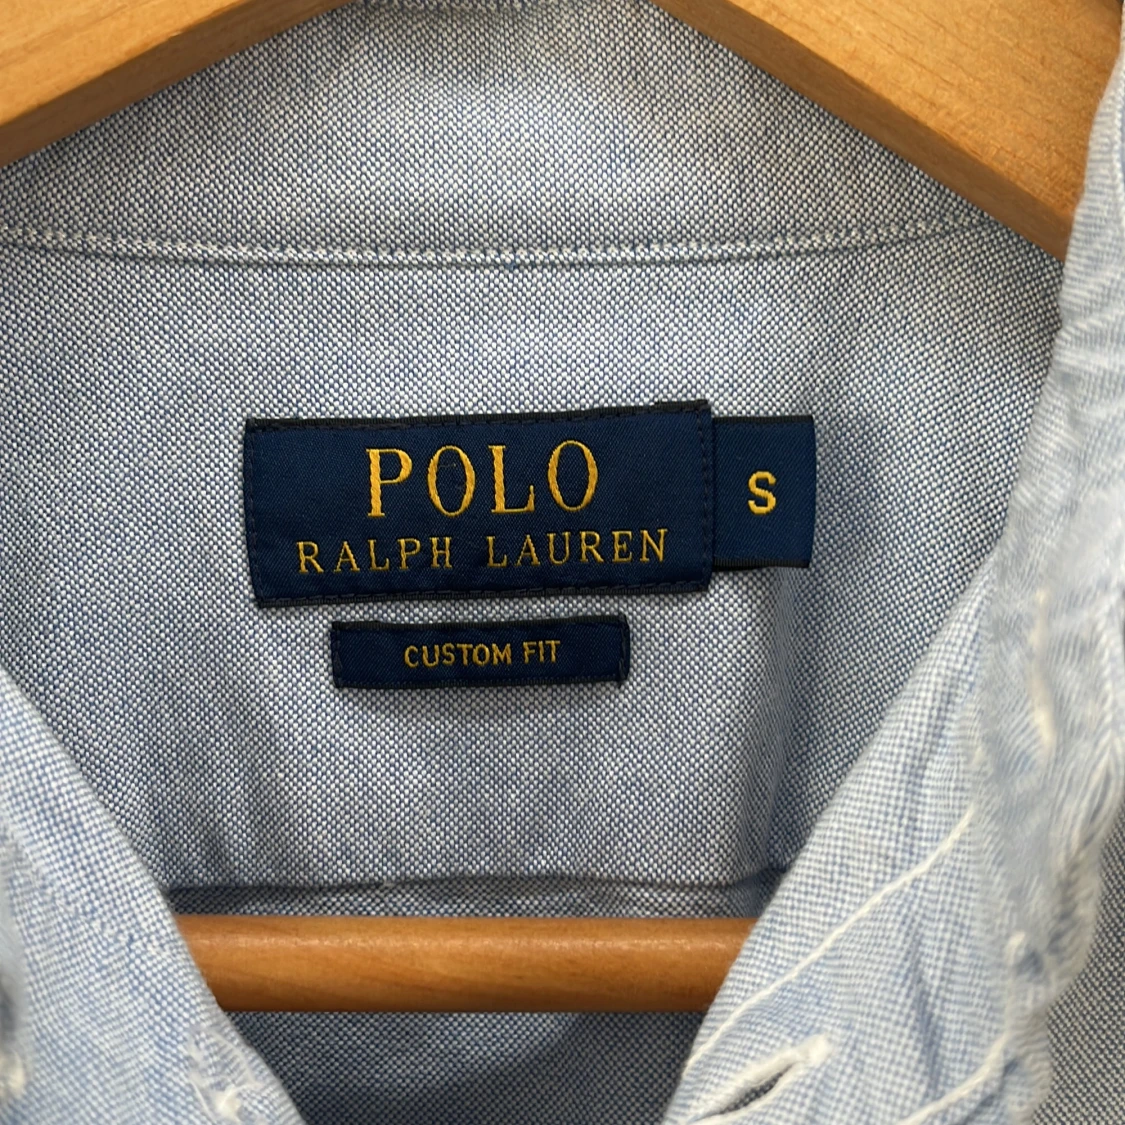 POLO
RALPH LAUREN
S
CUSTOM FIT